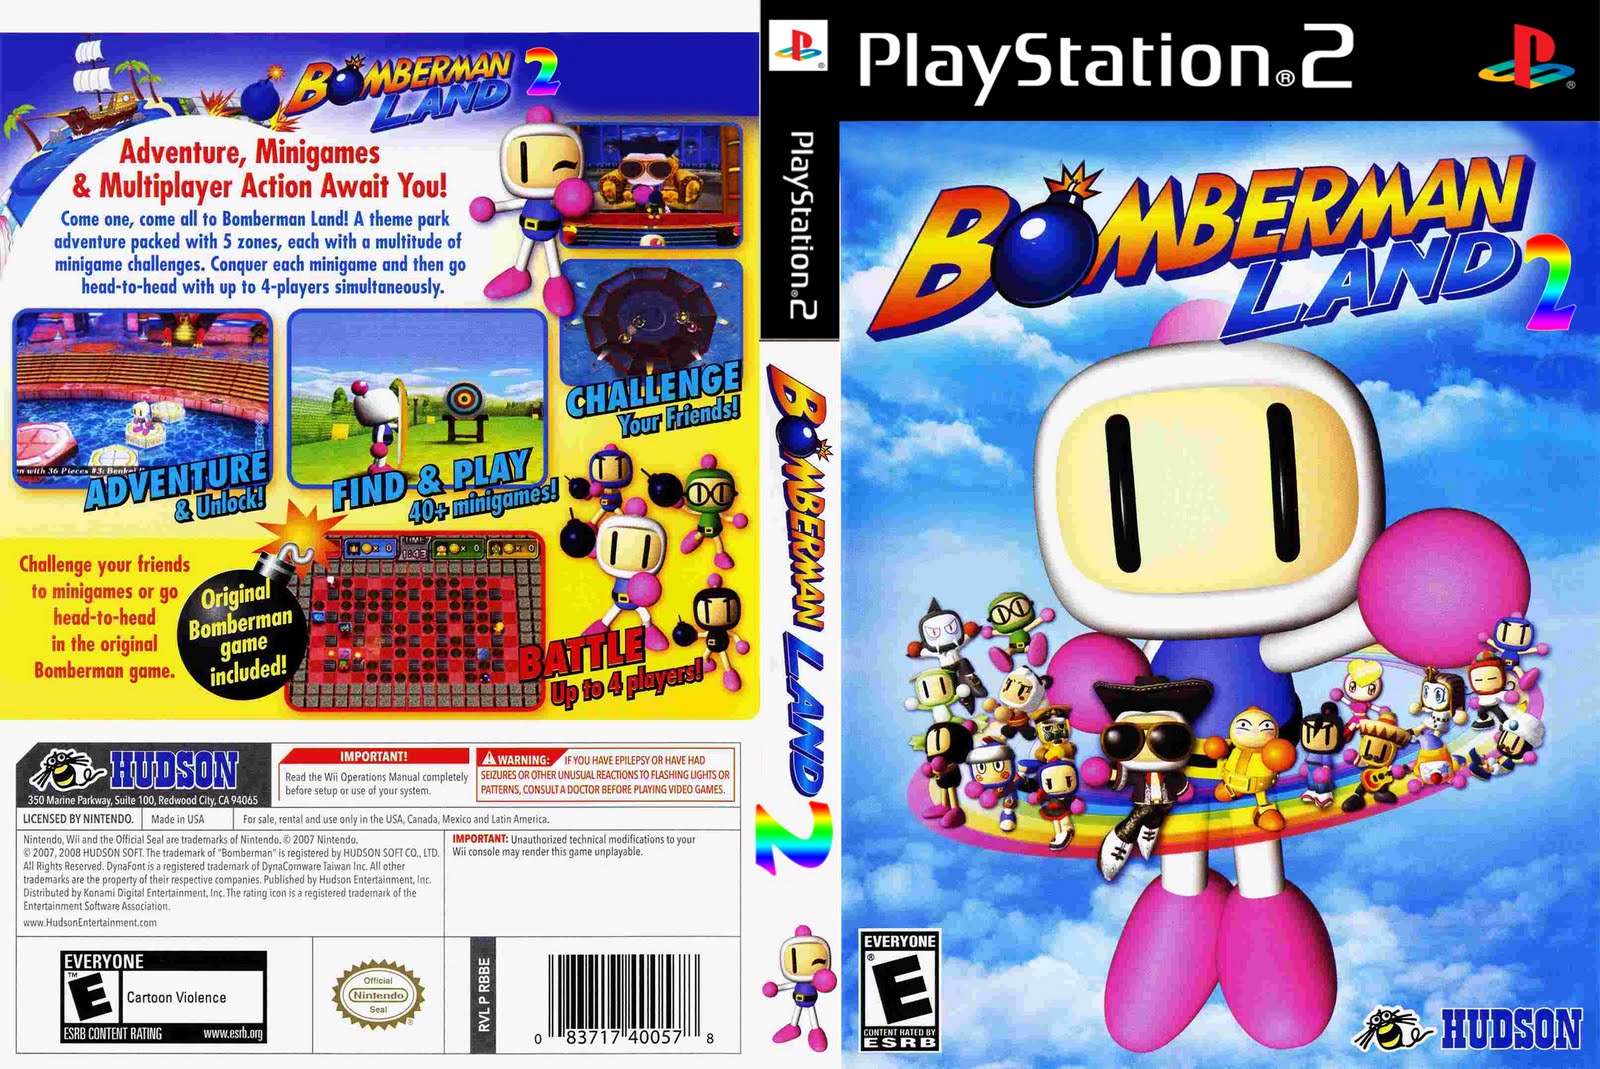 BOMBERMAN
LAND 2
Adventure, Minigames
& Multiplayer Action Await You!
Come one, come all to Bomberman Land! A theme park
adventure packed with 5 zones, each with a multitude of
minigame challenges. Conquer each minigame and then go
head-to-head with up to 4-players simultaneously.
n with 36 Pieces #3: Benkei
ADVENTURE
& Unlock!
FIND & PLAY
40+ minigames!
CHALLENGE
Your Friends!
Challenge your friends
to minigames or go
head-to-head
in the original
Bomberman game.
Original
Bomberman
game
included!
TIME
BATTLE
Up to 4 players!
HUDSON
350 Marine Parkway, Suite 100, Redwood City, CA 94065
IMPORTANT!
Read the Wii Operations Manual completely
before setup or use of your system.
WARNING: IF YOU HAVE EPILEPSY OR HAVE HAD
SEIZURES OR OTHER UNUSUAL REACTIONS TO FLASHING LIGHTS OR
PATTERNS, CONSULT A DOCTOR BEFORE PLAYING VIDEO GAMES.
LICENSED BY NINTENDO. Made in USA For sale, rental and use only in the USA, Canada, Mexico and Latin America.
Nintendo, Wii and the Official Seal are trademarks of Nintendo. © 2007 Nintendo.
© 2007, 2008 HUDSON SOFT. The trademark of "Bomberman" is registered by HUDSON SOFT CO., LTD.
All Rights Reserved. DynaFont is a registered trademark of DynaComware Taiwan Inc. All other
trademarks are the property of their respective companies. Published by Hudson Entertainment, Inc.
Distributed by Konami Digital Entertainment, Inc. The rating icon is a registered trademark of the
Entertainment Software Association.
www.HudsonEntertainment.com
IMPORTANT: Unauthorized technical modifications to your
Wii console may render this game unplayable.
EVERYONE
™
E
Cartoon Violence
ESRB CONTENT RATING www.esrb.org
Official
Nintendo
Seal
®
RVL P RBBE
0 83717 40057 8
PlayStation®2
BOMBERMAN LAND 2
PlayStation®2
BOMBERMAN
LAND 2
EVERYONE
®
E
CONTENT RATED BY
ESRB
HUDSON